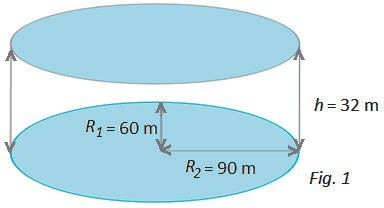 h = 32 m
R1 = 60 m
R2 = 90 m
Fig. 1